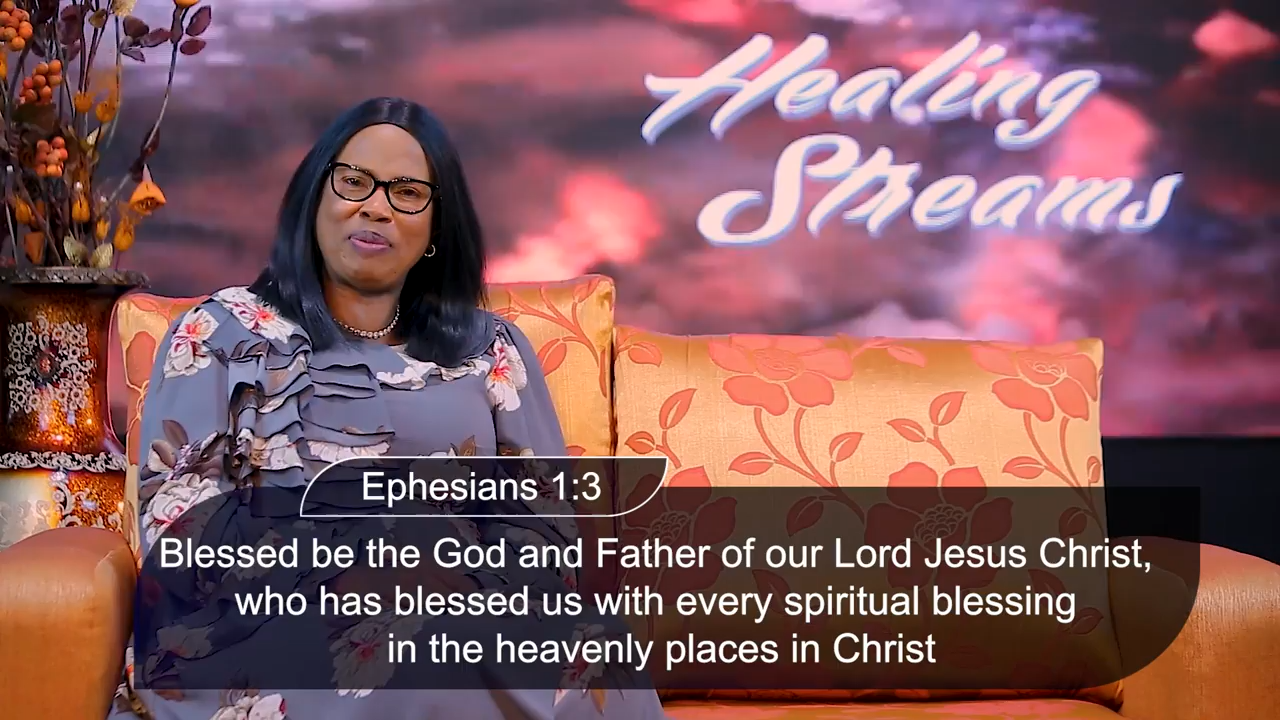 Healing
Streams
Ephesians 1:3
Blessed be the God and Father of our Lord Jesus Christ,
who has blessed us with every spiritual blessing
in the heavenly places in Christ